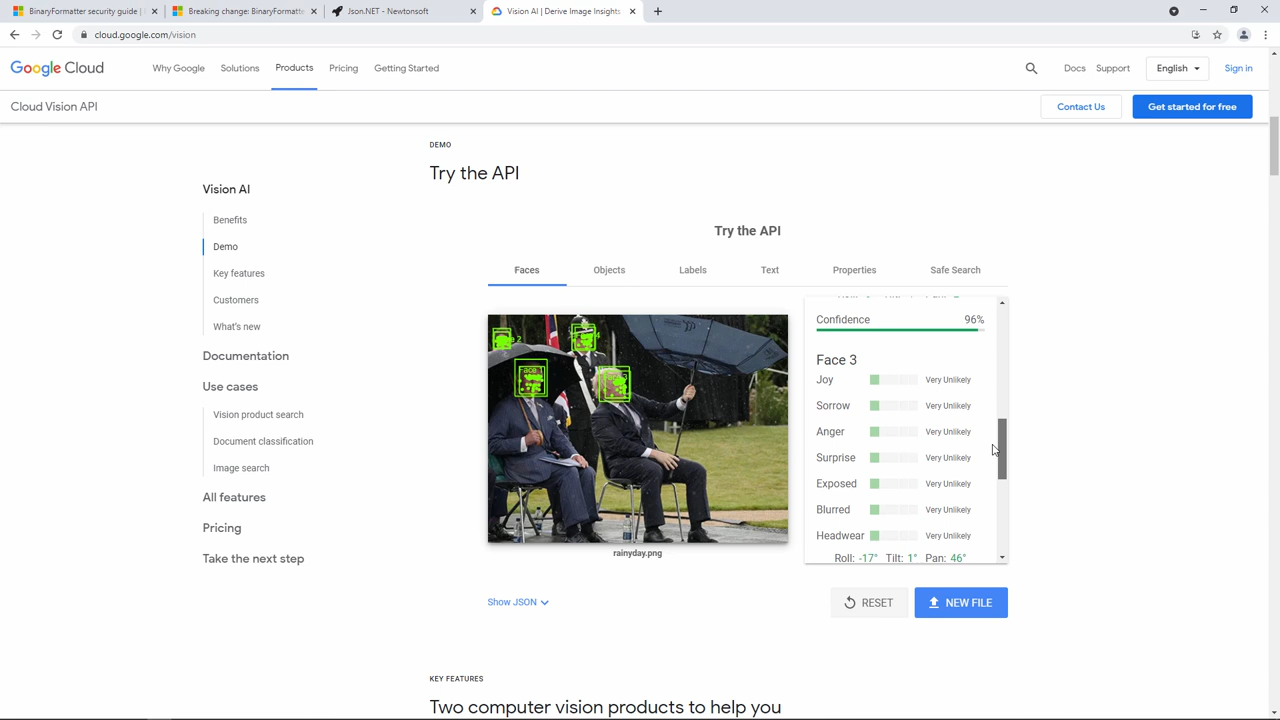 BinaryFormatter security guide |
Breaking change: BinaryFormatte
Json.NET - Newtonsoft
Vision AI | Derive Image Insights
cloud.google.com/vision
Google Cloud
Why Google
Solutions
Products
Pricing
Getting Started
Docs
Support
English
Sign in
Cloud Vision API
Contact Us
Get started for free
DEMO
Try the API
Vision AI
Benefits
Demo
Key features
Customers
What's new
Documentation
Use cases
Vision product search
Document classification
Image search
All features
Pricing
Take the next step
Try the API
Faces
Objects
Labels
Text
Properties
Safe Search
Face 1
rainyday.png
Confidence 96%
Face 3
Joy Very Unlikely
Sorrow Very Unlikely
Anger Very Unlikely
Surprise Very Unlikely
Exposed Very Unlikely
Blurred Very Unlikely
Headwear Very Unlikely
Roll: -17° Tilt: 1° Pan: 46°
Show JSON
RESET
NEW FILE
KEY FEATURES
Two computer vision products to help you